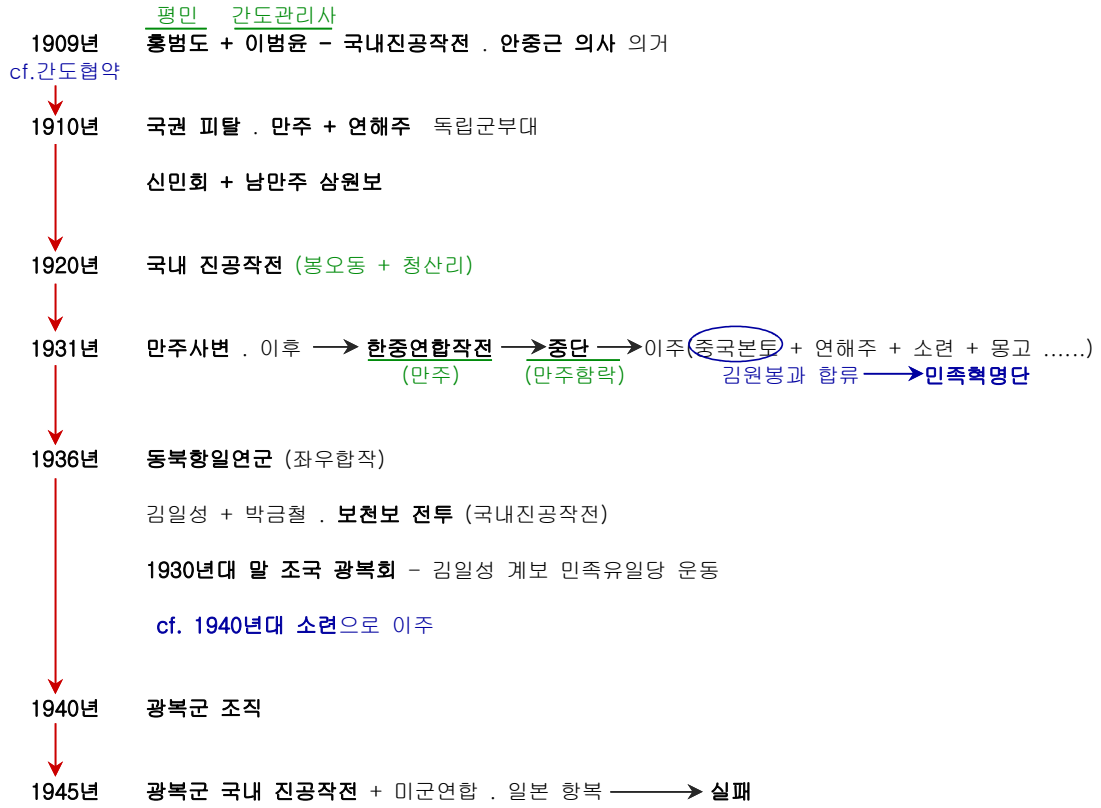 평민 간도관리사
1909년 홍범도 + 이범윤 - 국내진공작전 . 안중근 의사 의거
cf.간도협약
1910년 국권 피탈 . 만주 + 연해주 독립군부대
신민회 + 남만주 삼원보
1920년 국내 진공작전 (봉오동 + 청산리)
1931년 만주사변 . 이후 → 한중연합작전 → 중단 → 이주(중국본토 + 연해주 + 소련 + 몽고 ......)
(만주) (만주함락) 김원봉과 합류 → 민족혁명단
1936년 동북항일연군 (좌우합작)
김일성 + 박금철 . 보천보 전투 (국내진공작전)
1930년대 말 조국 광복회 - 김일성 계보 민족유일당 운동
cf. 1940년대 소련으로 이주
1940년 광복군 조직
1945년 광복군 국내 진공작전 + 미군연합 . 일본 항복 → 실패